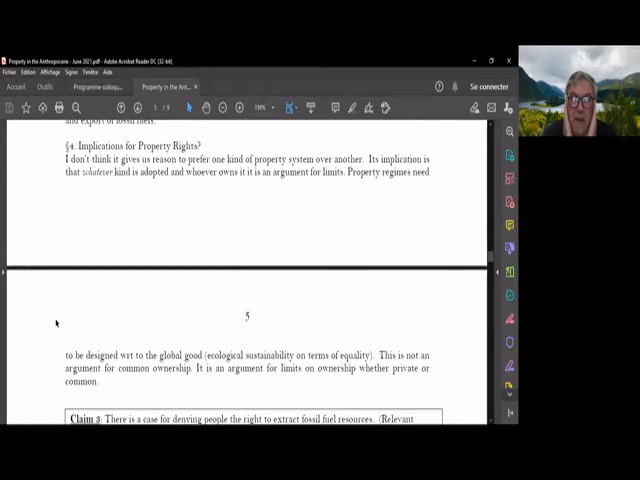 Property in the Anthropocene - June 2021.pdf - Adobe Acrobat Reader DC (32-bit)
Fichier Edition Affichage Signer Fenêtre Aide
Accueil Outils Programme colloqu... Property in the Ant... × Se connecter
5 / 9
and export of fossil fuels.
§4. Implications for Property Rights?
I don't think it gives us reason to prefer one kind of property system over another. Its implication is
that whatever kind is adopted and whoever owns it it is an argument for limits. Property regimes need
5
to be designed wrt to the global good (ecological sustainability on terms of equality). This is not an
argument for common ownership. It is an argument for limits on ownership whether private or
common.
Claim 3: There is a case for denying people the right to extract fossil fuel resources. (Relevant